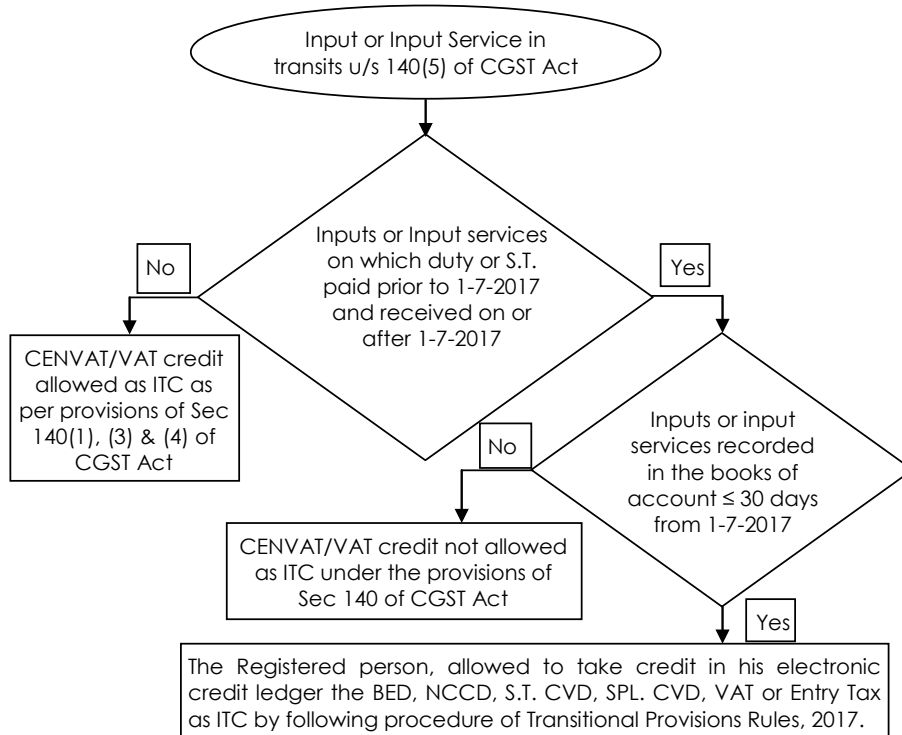 Input or Input Service in
transits u/s 140(5) of CGST Act
Inputs or Input services
on which duty or S.T.
paid prior to 1-7-2017
and received on or
after 1-7-2017
No
Yes
CENVAT/VAT credit
allowed as ITC as
per provisions of Sec
140(1), (3) & (4) of
CGST Act
Inputs or input
services recorded
in the books of
account ≤ 30 days
from 1-7-2017
No
CENVAT/VAT credit not allowed
as ITC under the provisions of
Sec 140 of CGST Act
Yes
The Registered person, allowed to take credit in his electronic
credit ledger the BED, NCCD, S.T. CVD, SPL. CVD, VAT or Entry Tax
as ITC by following procedure of Transitional Provisions Rules, 2017.